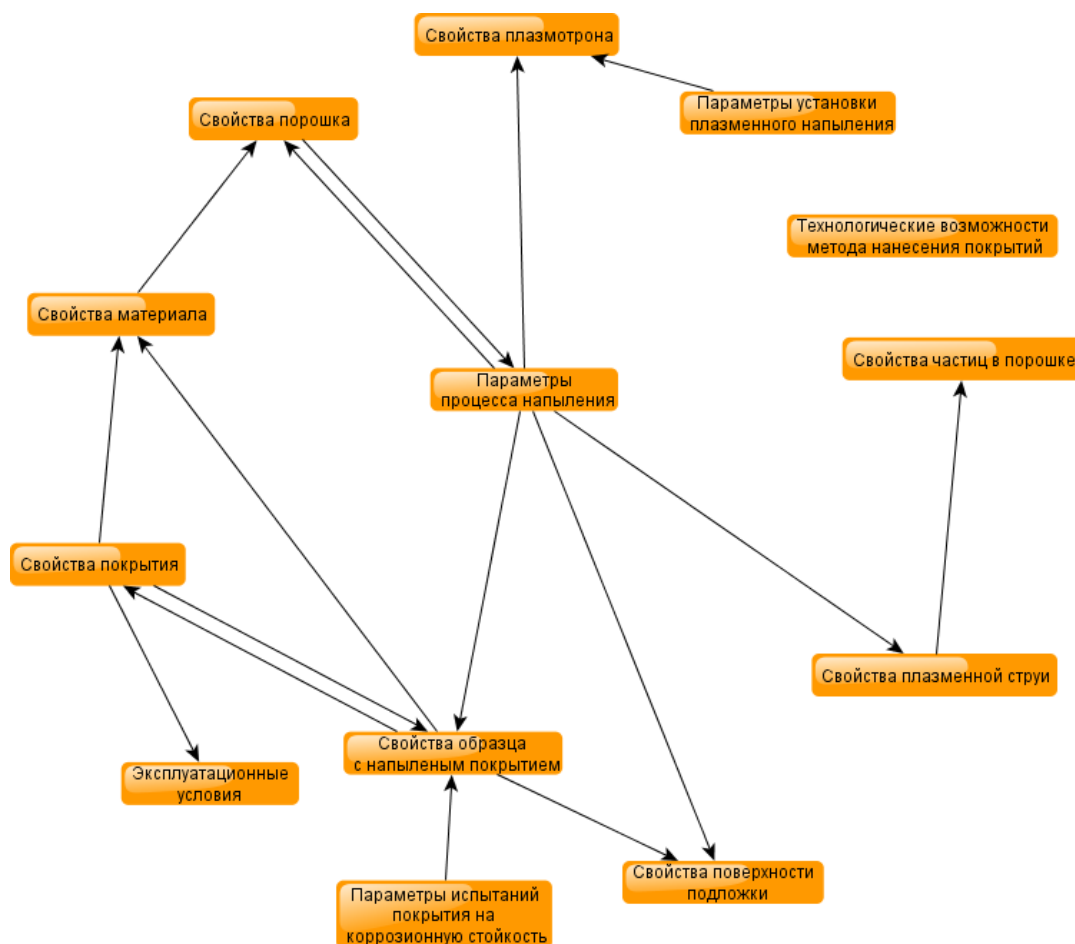 Свойства плазмотрона
Параметры установки
плазменного напыления
Свойства порошка
Технологические возможности
метода нанесения покрытий
Свойства материала
Свойства частиц в порошке
Параметры
процесса напыления
Свойства покрытия
Свойства плазменной струи
Свойства образца
с напыленым покрытием
Эксплуатационные
условия
Свойства поверхности
подложки
Параметры испытаний
покрытия на
коррозионную стойкость